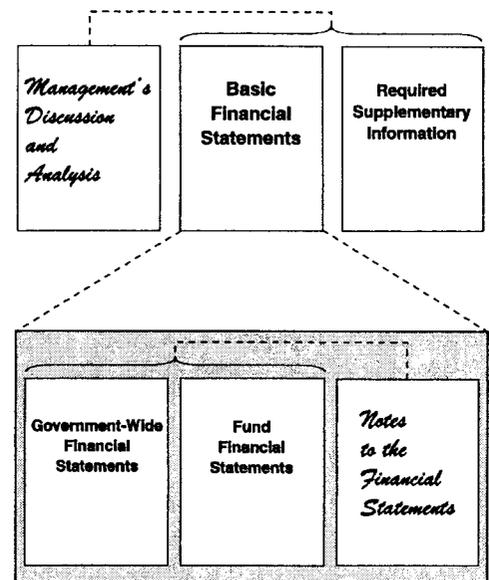 Management's
Discussion
and
Analysis
Basic
Financial
Statements
Required
Supplementary
Information
Government-Wide
Financial
Statements
Fund
Financial
Statements
Notes
to the
Financial
Statements